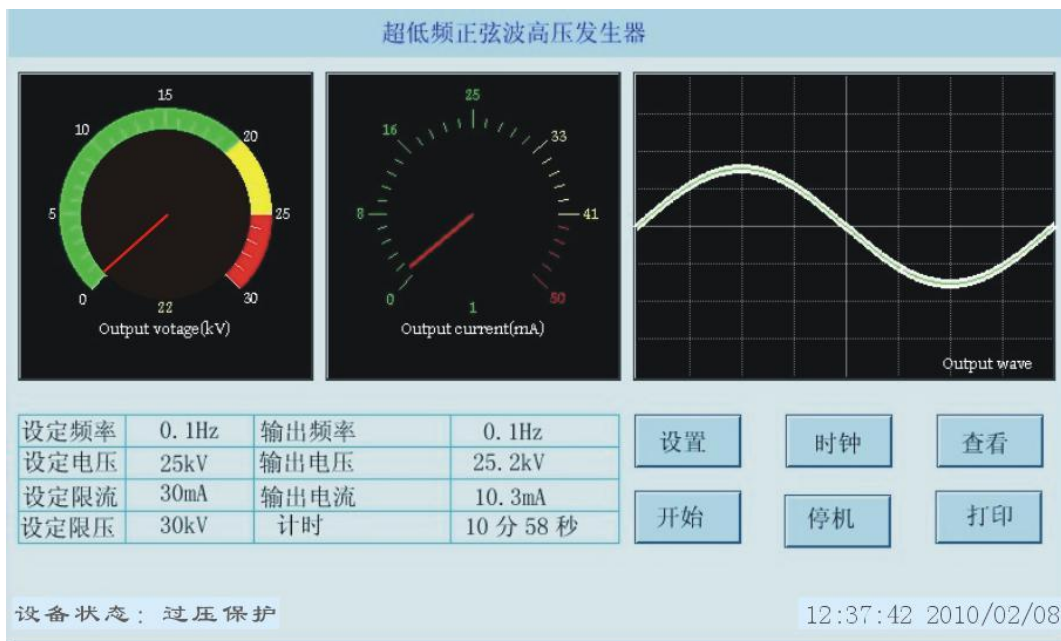 超低频正弦波高压发生器
15
10
20
5
25
0
30
22
Output votage(kV)
25
16
33
8
41
0
50
1
Output current(mA)
Output wave
设定频率 0.1Hz 输出频率 0.1Hz
设定电压 25kV 输出电压 25.2kV
设定限流 30mA 输出电流 10.3mA
设定限压 30kV 计时 10分58秒
设置 时钟 查看
开始 停机 打印
设备状态: 过压保护 12:37:42 2010/02/08